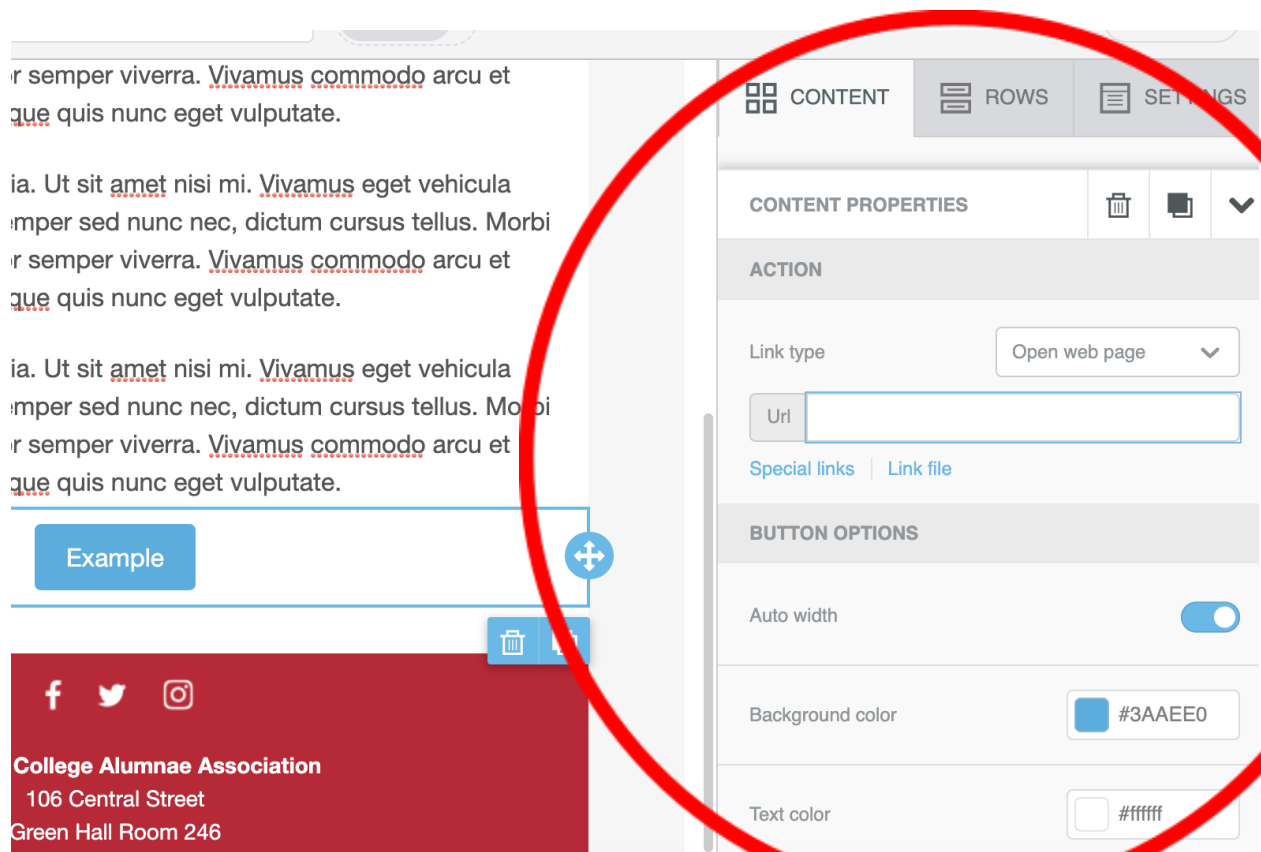 r semper viverra. Vivamus commodo arcu et
que quis nunc eget vulputate.
ia. Ut sit amet nisi mi. Vivamus eget vehicula
emper sed nunc nec, dictum cursus tellus. Morbi
r semper viverra. Vivamus commodo arcu et
que quis nunc eget vulputate.
ia. Ut sit amet nisi mi. Vivamus eget vehicula
emper sed nunc nec, dictum cursus tellus. Morbi
r semper viverra. Vivamus commodo arcu et
que quis nunc eget vulputate.
Example
College Alumnae Association
106 Central Street
Green Hall Room 246
CONTENT ROWS SETTINGS
CONTENT PROPERTIES
ACTION
Link type Open web page
Url
Special links Link file
BUTTON OPTIONS
Auto width
Background color #3AAEE0
Text color #ffffff